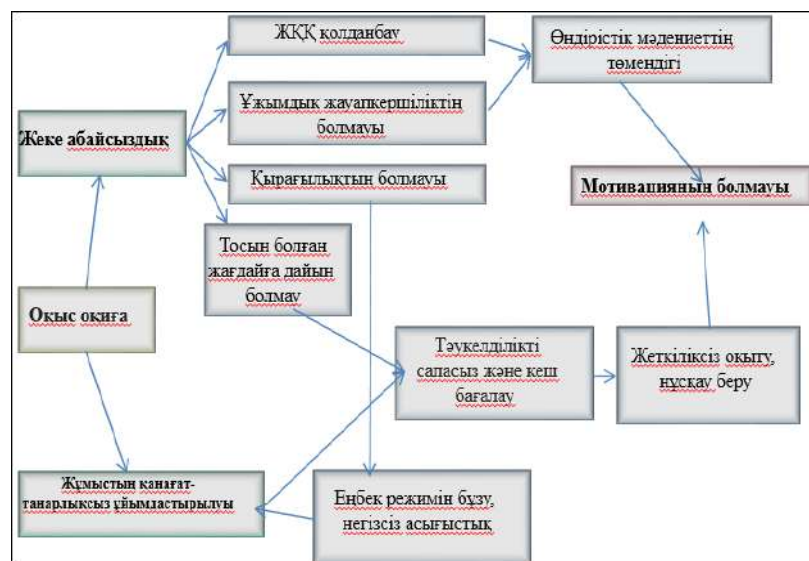 ЖҚҚ қолданбау
Өндірістік мәдениеттің
төмендігі
Ұжымдық жауапкершіліктің
болмауы
Жеке абайсыздық
Қырағылықтың болмауы
Мотивацияның болмауы
Тосын болған
жағдайға дайын
болмау
Оқыс оқиға
Тәукелділікті
сапасыз және кеш
бағалау
Жеткіліксіз оқыту,
нұсқау беру
Жұмыстың қанағат-
танарлықсыз ұйымдастырылуы
Еңбек режимін бұзу,
негізсіз асығыстық